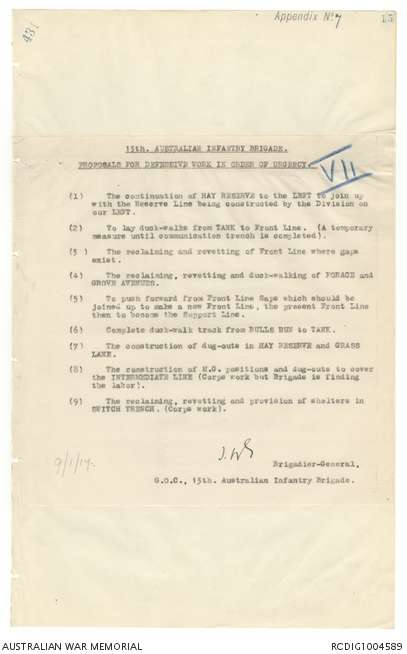 Appendix No 7
15
431
15th. AUSTRALIAN INFANTRY BRIGADE.
PROPOSALS FOR DEFENSIVE WORK IN ORDER OF URGENCY.
VII
(1) The continuation of HAY RESERVE to the LEFT to join up
with the Reserve Line being constructed by the Division on
our LEFT.
(2) To lay duck-walks from TANK to Front Line. (A temporary
measure until communication trench is completed).
(3 ) The reclaiming and revetting of Front Line where gaps
exist.
(4) The reclaiming, revetting and duck-walking of FORAGE and
GROVE AVENUES.
(5) To push forward from Front Line Saps which should be
joined up to make a new Front Line, the present Front Line
then to become the Support Line.
(6) Complete duck-walk track from BULLS RUN to TANK.
(7) The construction of dug-outs in HAY RESERVE and GRASS
LANE.
(8) The construction of M.G. positions and dug-outs to cover
the INTERMEDIATE LINE (Corps work but Brigade is finding
the labor).
(9) The reclaiming, revetting and provision of shelters in
SWITCH TRENCH. (Corps work).
9/1/17.
Brigadier-General,
G.O.C., 15th. Australian Infantry Brigade.
AUSTRALIAN WAR MEMORIAL
RCDIG1004589